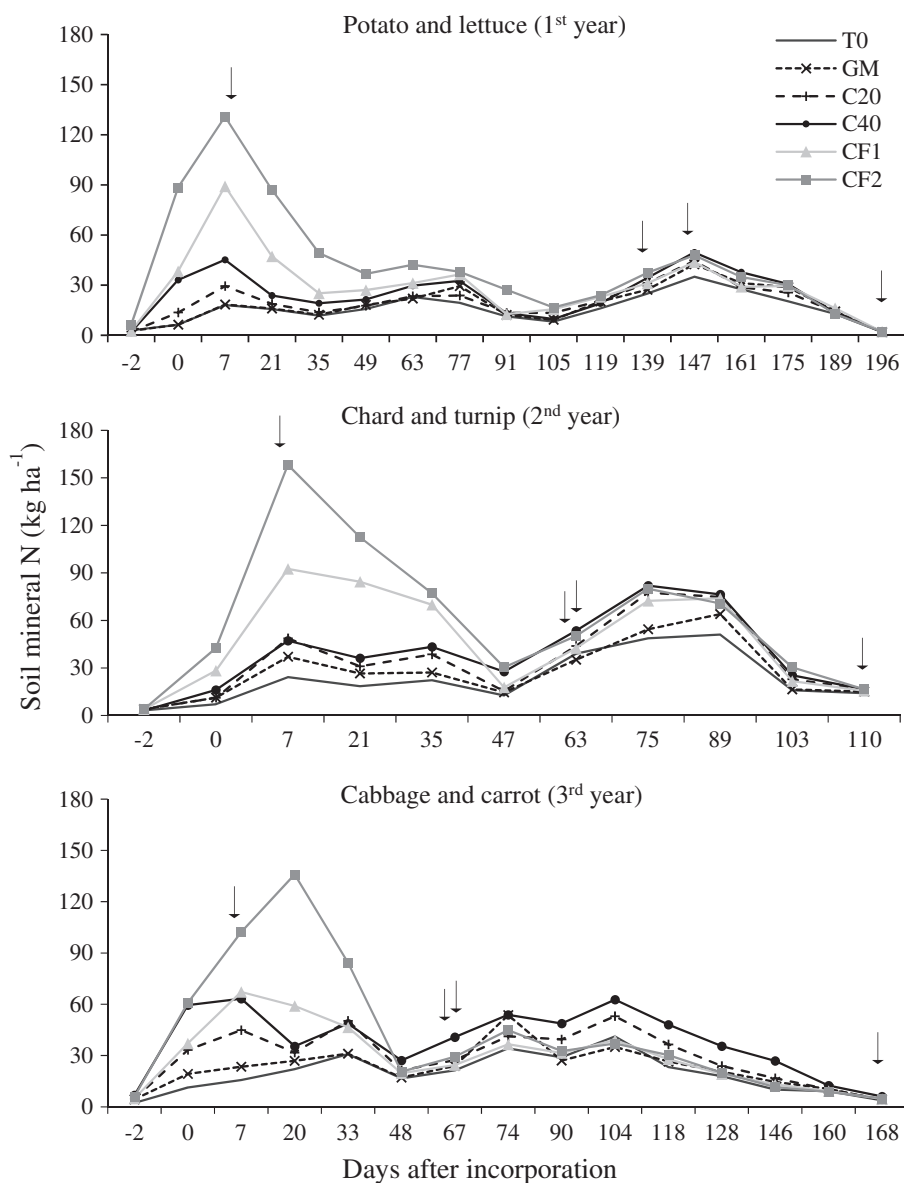 Potato and lettuce (1st year)
T0
GM
C20
C40
CF1
CF2
180
150
120
90
60
30
0
-2 0 7 21 35 49 63 77 91 105 119 139 147 161 175 189 196
Chard and turnip (2nd year)
Soil mineral N (kg ha-1)
180
150
120
90
60
30
0
-2 0 7 21 35 47 63 75 89 103 110
Cabbage and carrot (3rd year)
180
150
120
90
60
30
0
-2 0 7 20 33 48 67 74 90 104 118 128 146 160 168
Days after incorporation